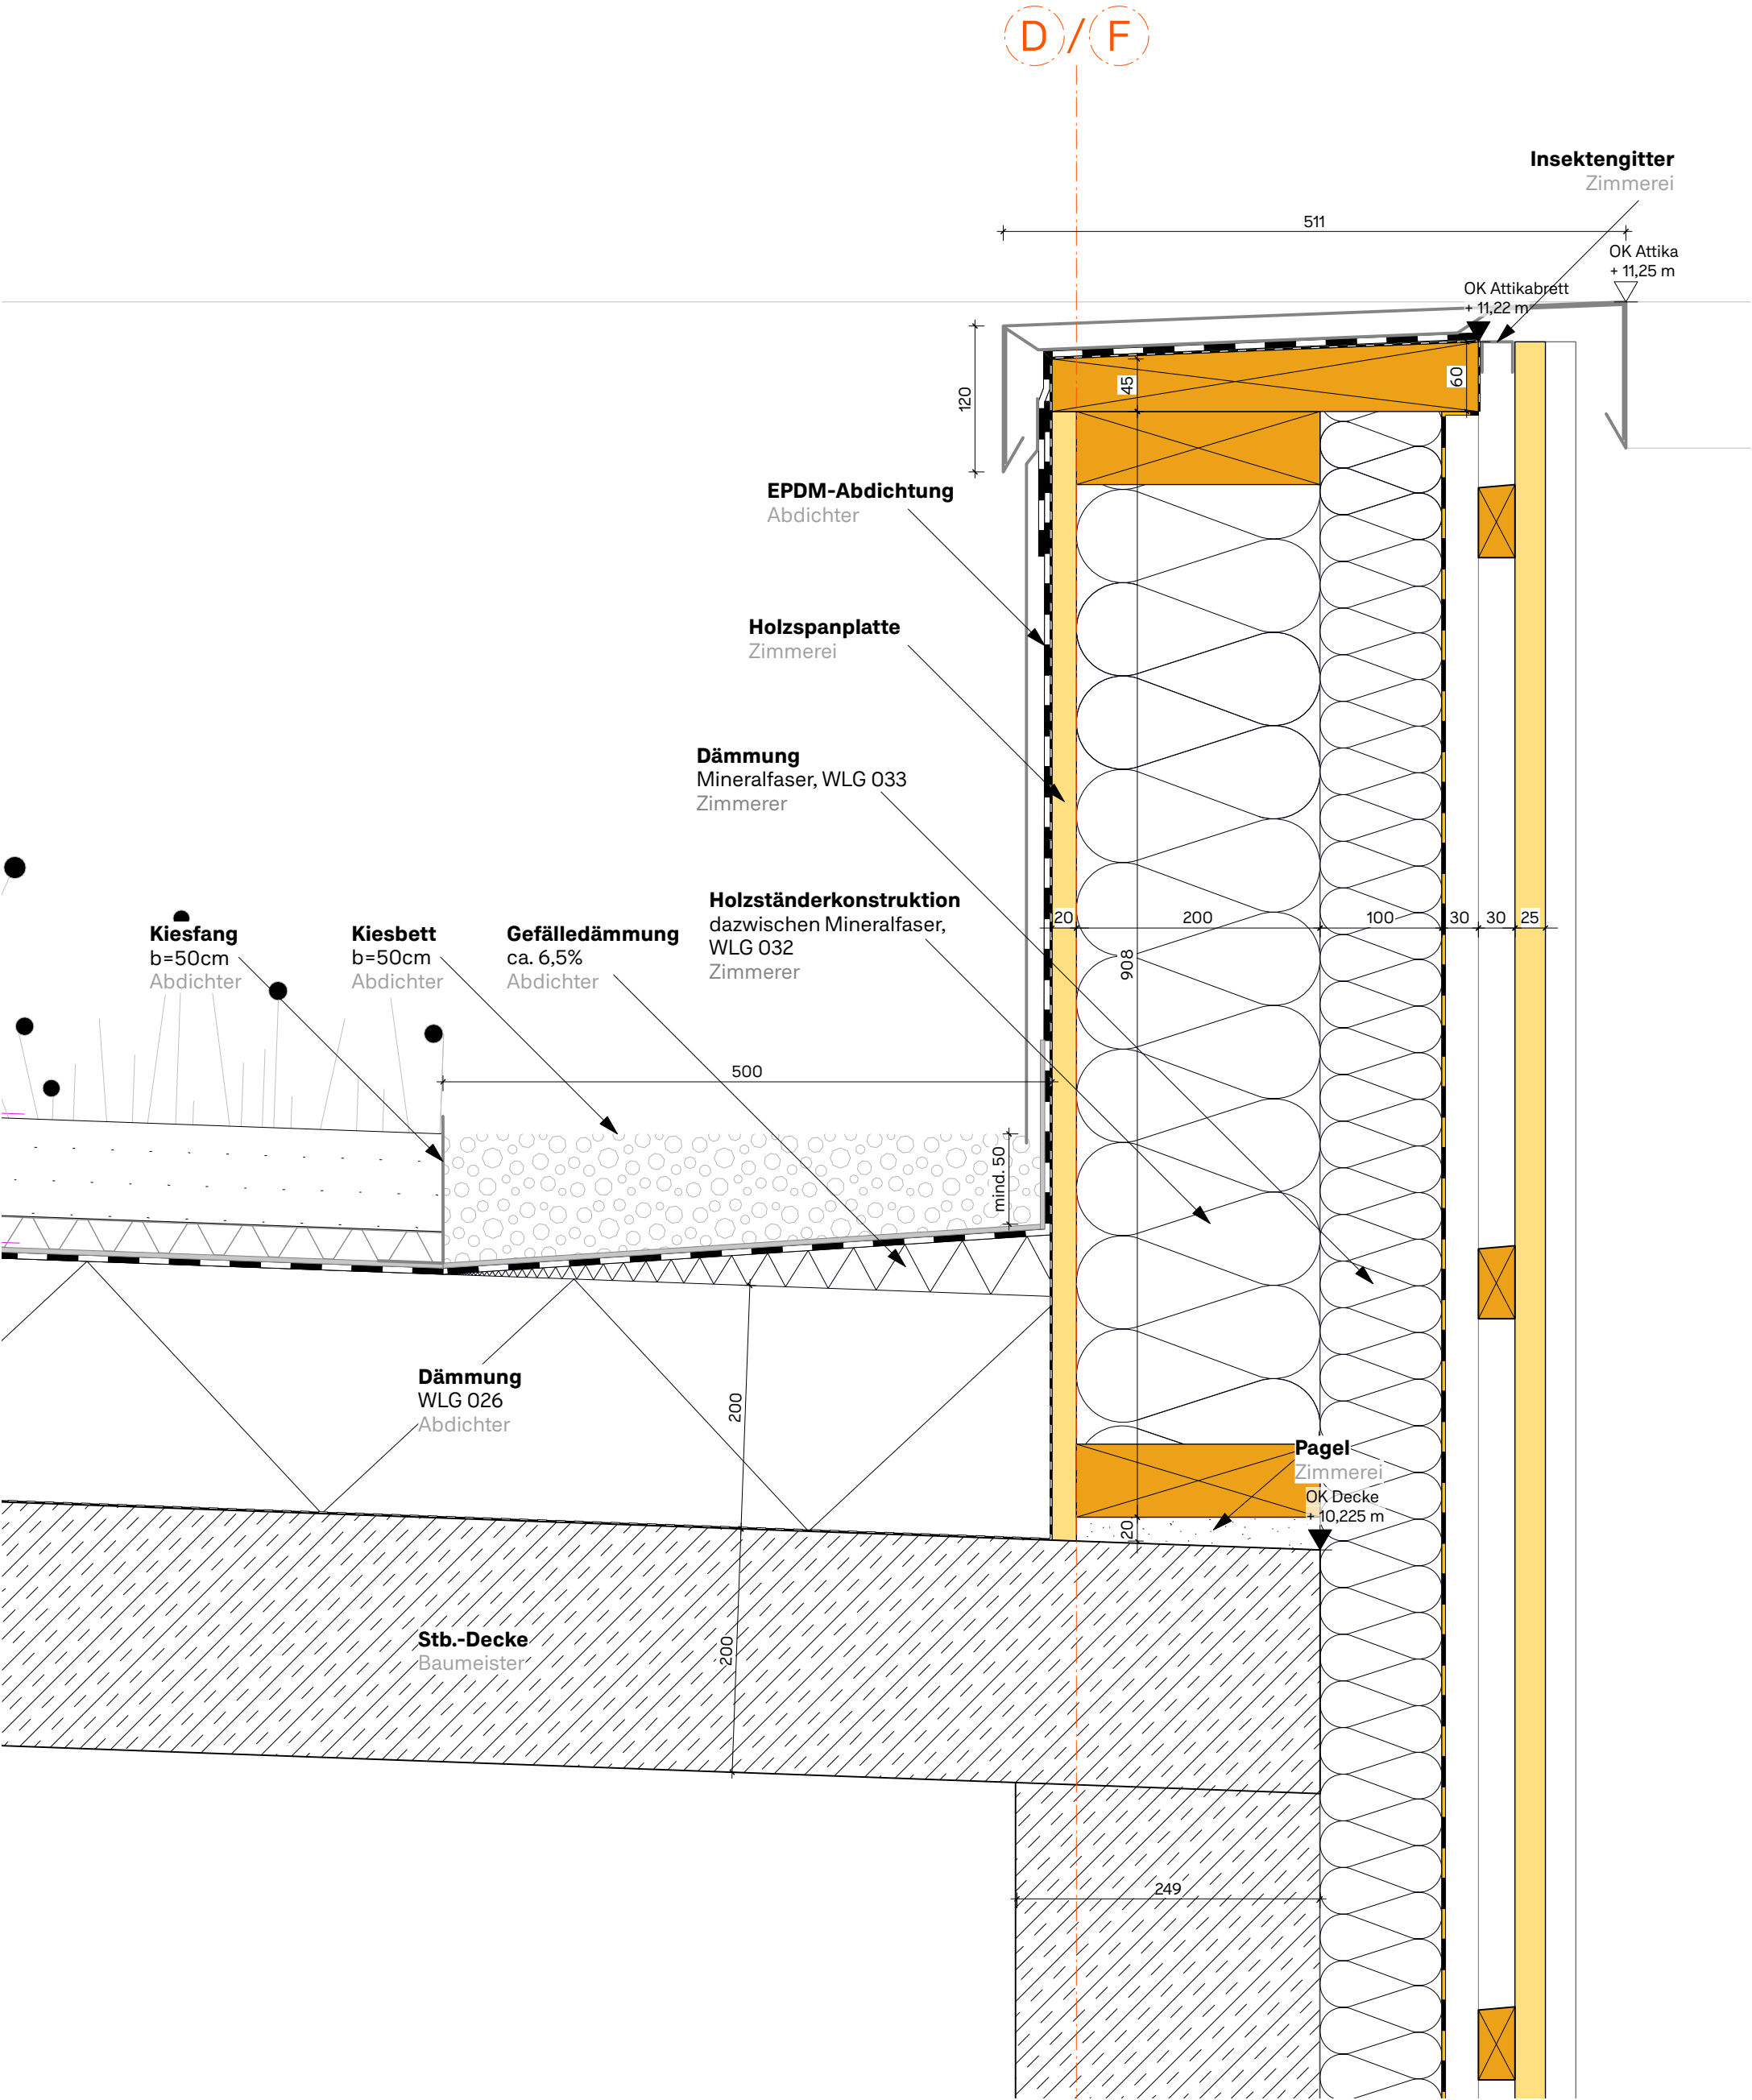 D / F
Insektengitter
Zimmerei
511
OK Attika
+ 11,25 m
OK Attikabrett
+ 11,22 m
120
45
60
EPDM-Abdichtung
Abdichter
Holzspanplatte
Zimmerei
Dämmung
Mineralfaser, WLG 033
Zimmerer
Holzständerkonstruktion
dazwischen Mineralfaser,
WLG 032
Zimmerer
20 200 100 30 30 25
908
Kiesfang
b=50cm
Abdichter
Kiesbett
b=50cm
Abdichter
Gefälledämmung
ca. 6,5%
Abdichter
500
mind. 50
Dämmung
WLG 026
Abdichter
200
Pagel
Zimmerei
OK Decke
+ 10,225 m
20
Stb.-Decke
Baumeister
200
249